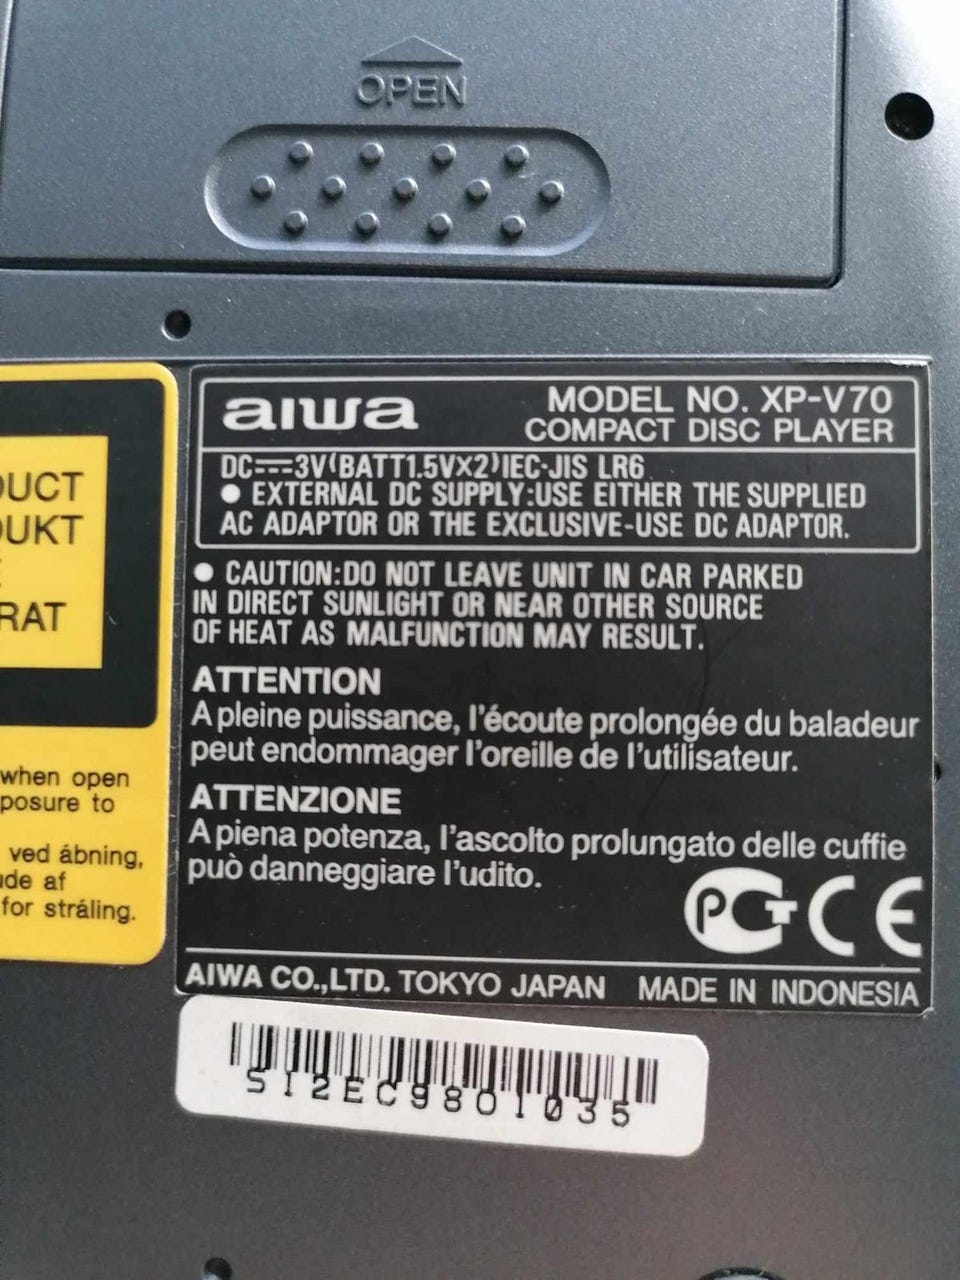 OPEN
DUCT
DUKT
RAT
when open
posure to
ved åbning,
ude af
for stråling.
aiwa
MODEL NO. XP-V70
COMPACT DISC PLAYER
DC⎓3V(BATT1.5V×2)IEC·JIS LR6
● EXTERNAL DC SUPPLY:USE EITHER THE SUPPLIED
AC ADAPTOR OR THE EXCLUSIVE-USE DC ADAPTOR.
● CAUTION:DO NOT LEAVE UNIT IN CAR PARKED
IN DIRECT SUNLIGHT OR NEAR OTHER SOURCE
OF HEAT AS MALFUNCTION MAY RESULT.
ATTENTION
A pleine puissance, l'écoute prolongée du baladeur
peut endommager l'oreille de l'utilisateur.
ATTENZIONE
A piena potenza, l'ascolto prolungato delle cuffie
può danneggiare l'udito.
PCT CE
AIWA CO.,LTD. TOKYO JAPAN MADE IN INDONESIA
S12EC9801035